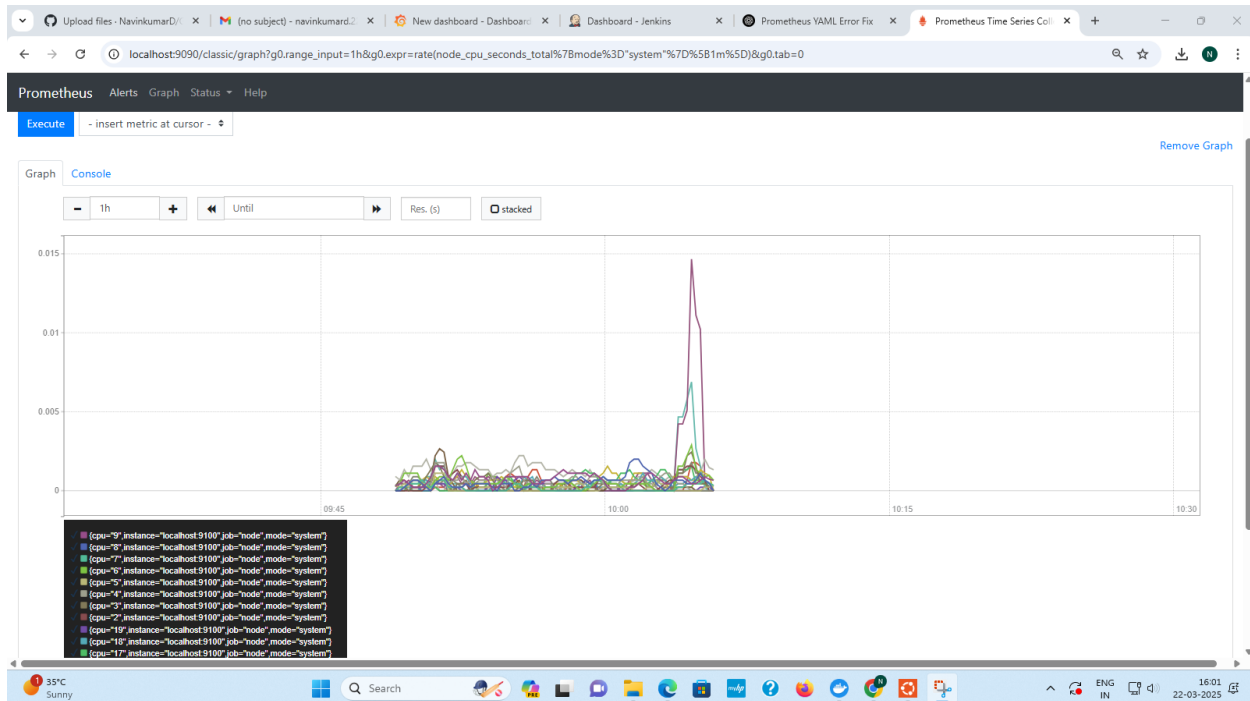 Upload files · NavinkumarD/
(no subject) - navinkumard.2
New dashboard - Dashboard
Dashboard - Jenkins
Prometheus YAML Error Fix
Prometheus Time Series Coll
localhost:9090/classic/graph?g0.range_input=1h&g0.expr=rate(node_cpu_seconds_total%7Bmode%3D"system"%7D%5B1m%5D)&g0.tab=0
N
Prometheus Alerts Graph Status Help
Execute - insert metric at cursor -
Remove Graph
Graph Console
1h Until Res. (s) stacked
0.015
0.01
0.005
0
09:45 10:00 10:15 10:30
{cpu="9",instance="localhost:9100",job="node",mode="system"}
{cpu="8",instance="localhost:9100",job="node",mode="system"}
{cpu="7",instance="localhost:9100",job="node",mode="system"}
{cpu="6",instance="localhost:9100",job="node",mode="system"}
{cpu="5",instance="localhost:9100",job="node",mode="system"}
{cpu="4",instance="localhost:9100",job="node",mode="system"}
{cpu="3",instance="localhost:9100",job="node",mode="system"}
{cpu="2",instance="localhost:9100",job="node",mode="system"}
{cpu="19",instance="localhost:9100",job="node",mode="system"}
{cpu="18",instance="localhost:9100",job="node",mode="system"}
{cpu="17",instance="localhost:9100",job="node",mode="system"}
1 35°C
Sunny
Search
PRE
ENG
IN
16:01
22-03-2025